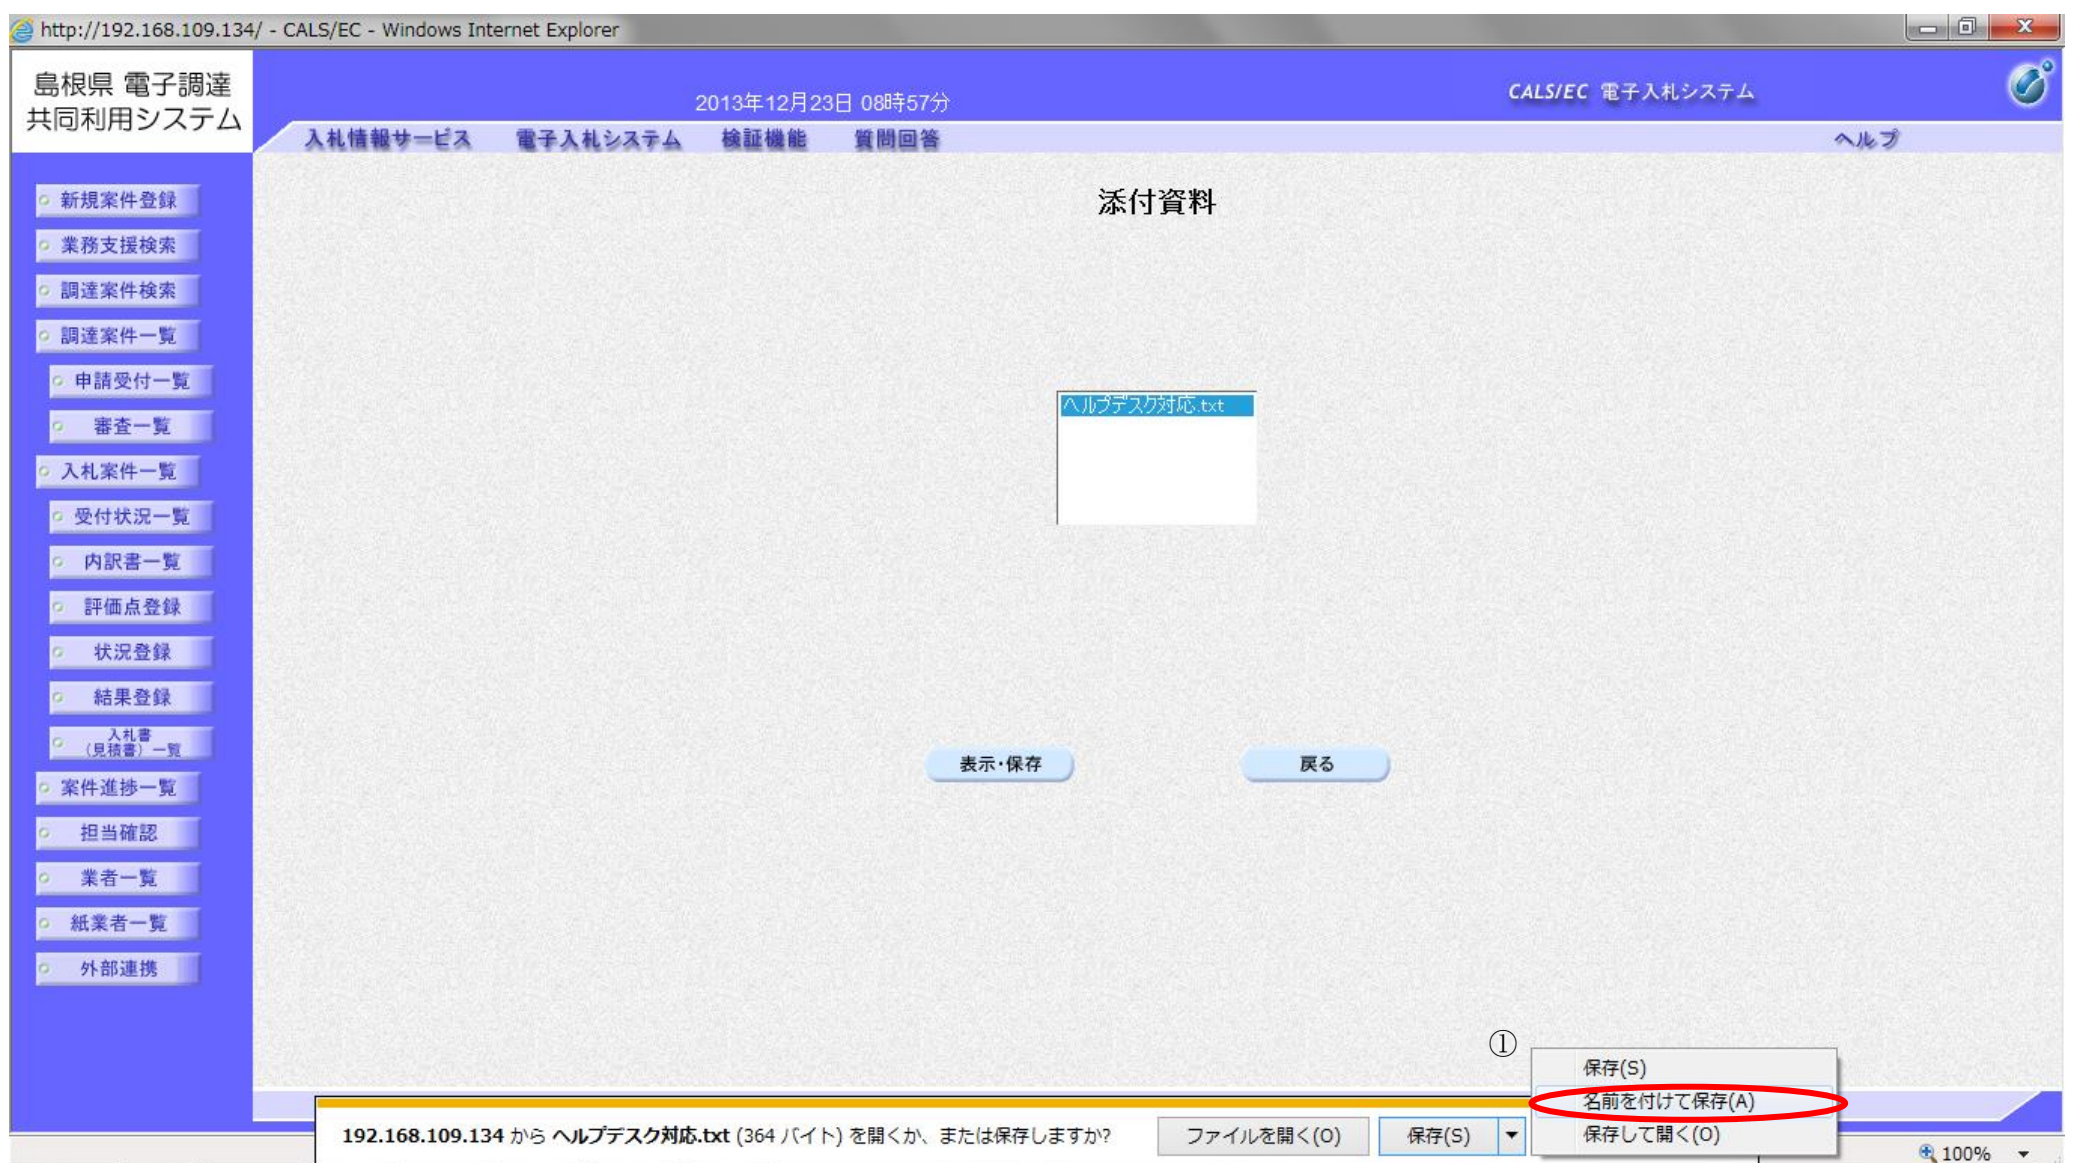 http://192.168.109.134/ - CALS/EC - Windows Internet Explorer
島根県 電子調達
共同利用システム
2013年12月23日 08時57分
CALS/EC 電子入札システム
入札情報サービス 電子入札システム 検証機能 質問回答 ヘルプ
新規案件登録
業務支援検索
調達案件検索
調達案件一覧
申請受付一覧
審査一覧
入札案件一覧
受付状況一覧
内訳書一覧
評価点登録
状況登録
結果登録
入札書
(見積書)一覧
案件進捗一覧
担当確認
業者一覧
紙業者一覧
外部連携
添付資料
ヘルプデスク対応.txt
表示・保存 戻る
①
保存(S)
名前を付けて保存(A)
保存して開く(O)
192.168.109.134 から ヘルプデスク対応.txt (364 バイト) を開くか、または保存しますか?
ファイルを開く(O) 保存(S)
100%